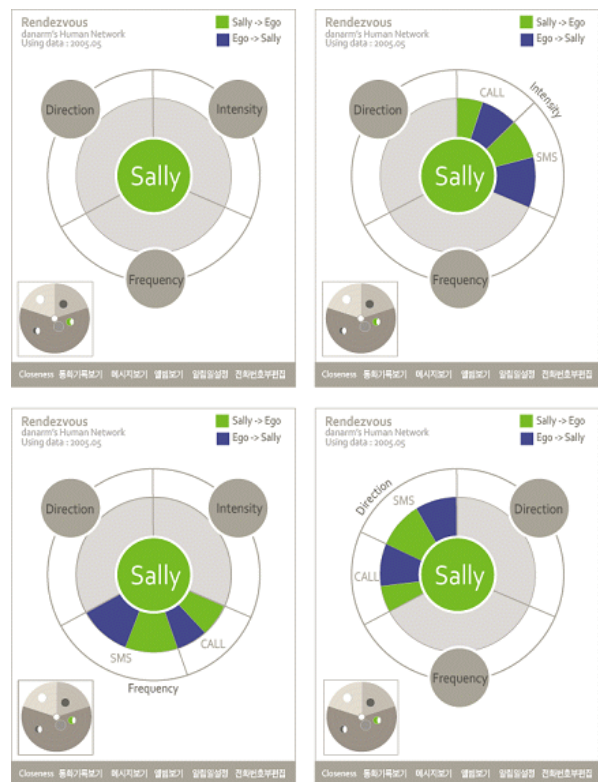 Rendezvous
danarm's Human Network
Using data : 2005.05
Sally -> Ego
Ego -> Sally
Direction
Intensity
Sally
Frequency
Closeness 통화기록보기 메시지보기 앨범보기 알림일설정 전화번호부편집
Rendezvous
danarm's Human Network
Using data : 2005.05
Sally -> Ego
Ego -> Sally
Direction
CALL
Intensity
SMS
Sally
Frequency
Closeness 통화기록보기 메시지보기 앨범보기 알림일설정 전화번호부편집
Rendezvous
danarm's Human Network
Using data : 2005.05
Sally -> Ego
Ego -> Sally
Direction
Intensity
Sally
SMS
CALL
Frequency
Closeness 통화기록보기 메시지보기 앨범보기 알림일설정 전화번호부편집
Rendezvous
danarm's Human Network
Using data : 2005.05
Sally -> Ego
Ego -> Sally
Direction
SMS
Direction
CALL
Sally
Frequency
Closeness 통화기록보기 메시지보기 앨범보기 알림일설정 전화번호부편집